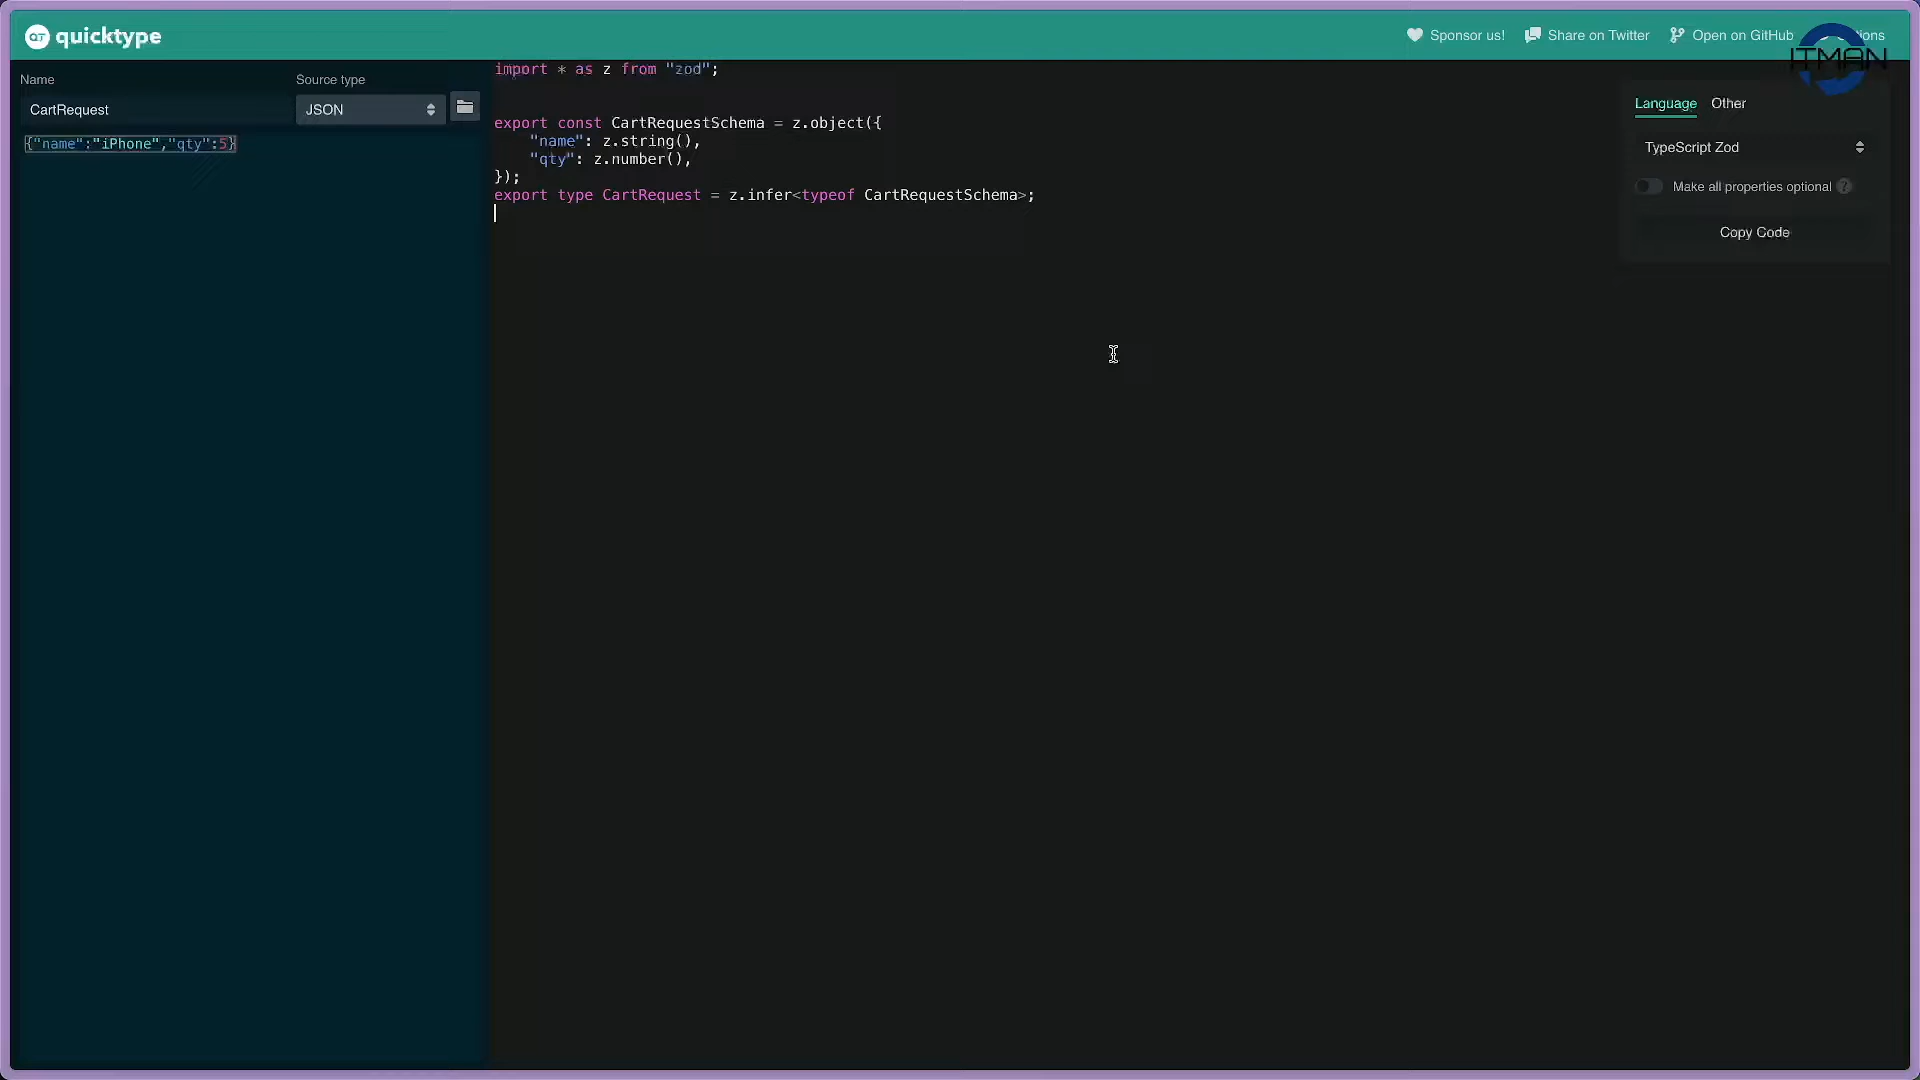 quicktype
Sponsor us!
Share on Twitter
Open on GitHub
ITMAN
Name
Source type
CartRequest
JSON
{"name":"iPhone","qty":5}
import * as z from "zod";
export const CartRequestSchema = z.object({
    "name": z.string(),
    "qty": z.number(),
});
export type CartRequest = z.infer<typeof CartRequestSchema>;
Language
Other
TypeScript Zod
Make all properties optional ?
Copy Code